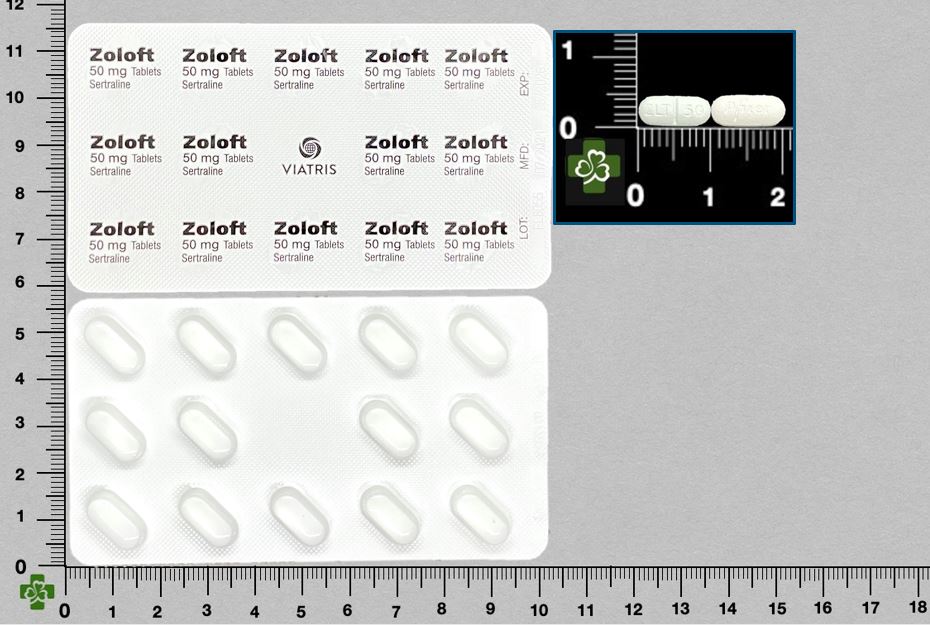 12
11
10
9
8
7
6
5
4
3
2
1
0
Zoloft Zoloft Zoloft Zoloft Zoloft
50 mg Tablets 50 mg Tablets 50 mg Tablets 50 mg Tablets 50 mg Tablets
Sertraline Sertraline Sertraline Sertraline Sertraline
EXP:
Zoloft Zoloft Zoloft Zoloft
50 mg Tablets 50 mg Tablets 50 mg Tablets 50 mg Tablets
Sertraline Sertraline Sertraline Sertraline
VIATRIS
MFD:
Zoloft Zoloft Zoloft Zoloft Zoloft
50 mg Tablets 50 mg Tablets 50 mg Tablets 50 mg Tablets 50 mg Tablets
Sertraline Sertraline Sertraline Sertraline Sertraline
LOT:
1
0
ZLT 50 Pfizer
0 1 2
0 1 2 3 4 5 6 7 8 9 10 11 12 13 14 15 16 17 18